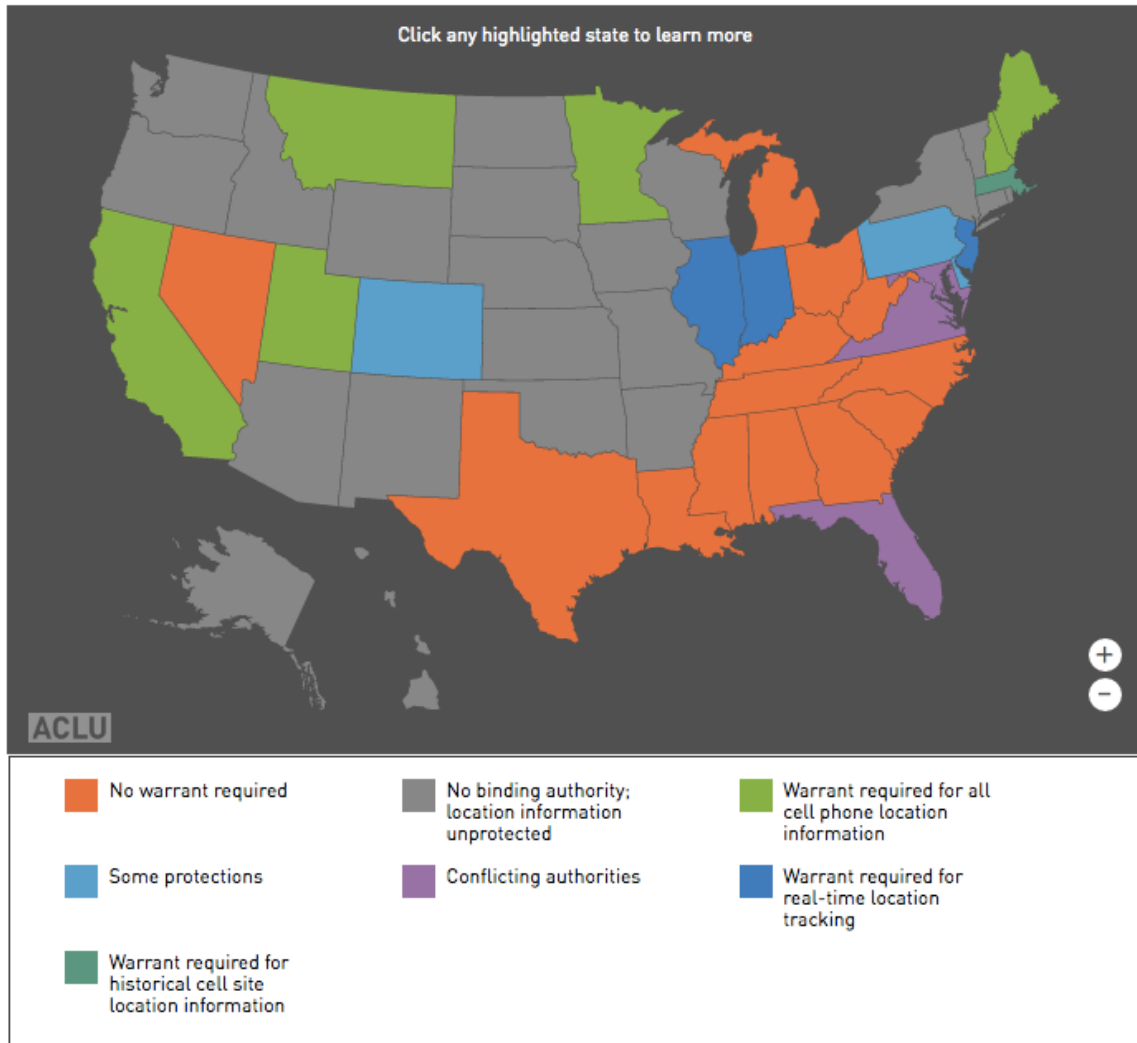 Click any highlighted state to learn more
+
−
ACLU
No warrant required
No binding authority;
location information
unprotected
Warrant required for all
cell phone location
information
Some protections
Conflicting authorities
Warrant required for
real-time location
tracking
Warrant required for
historical cell site
location information